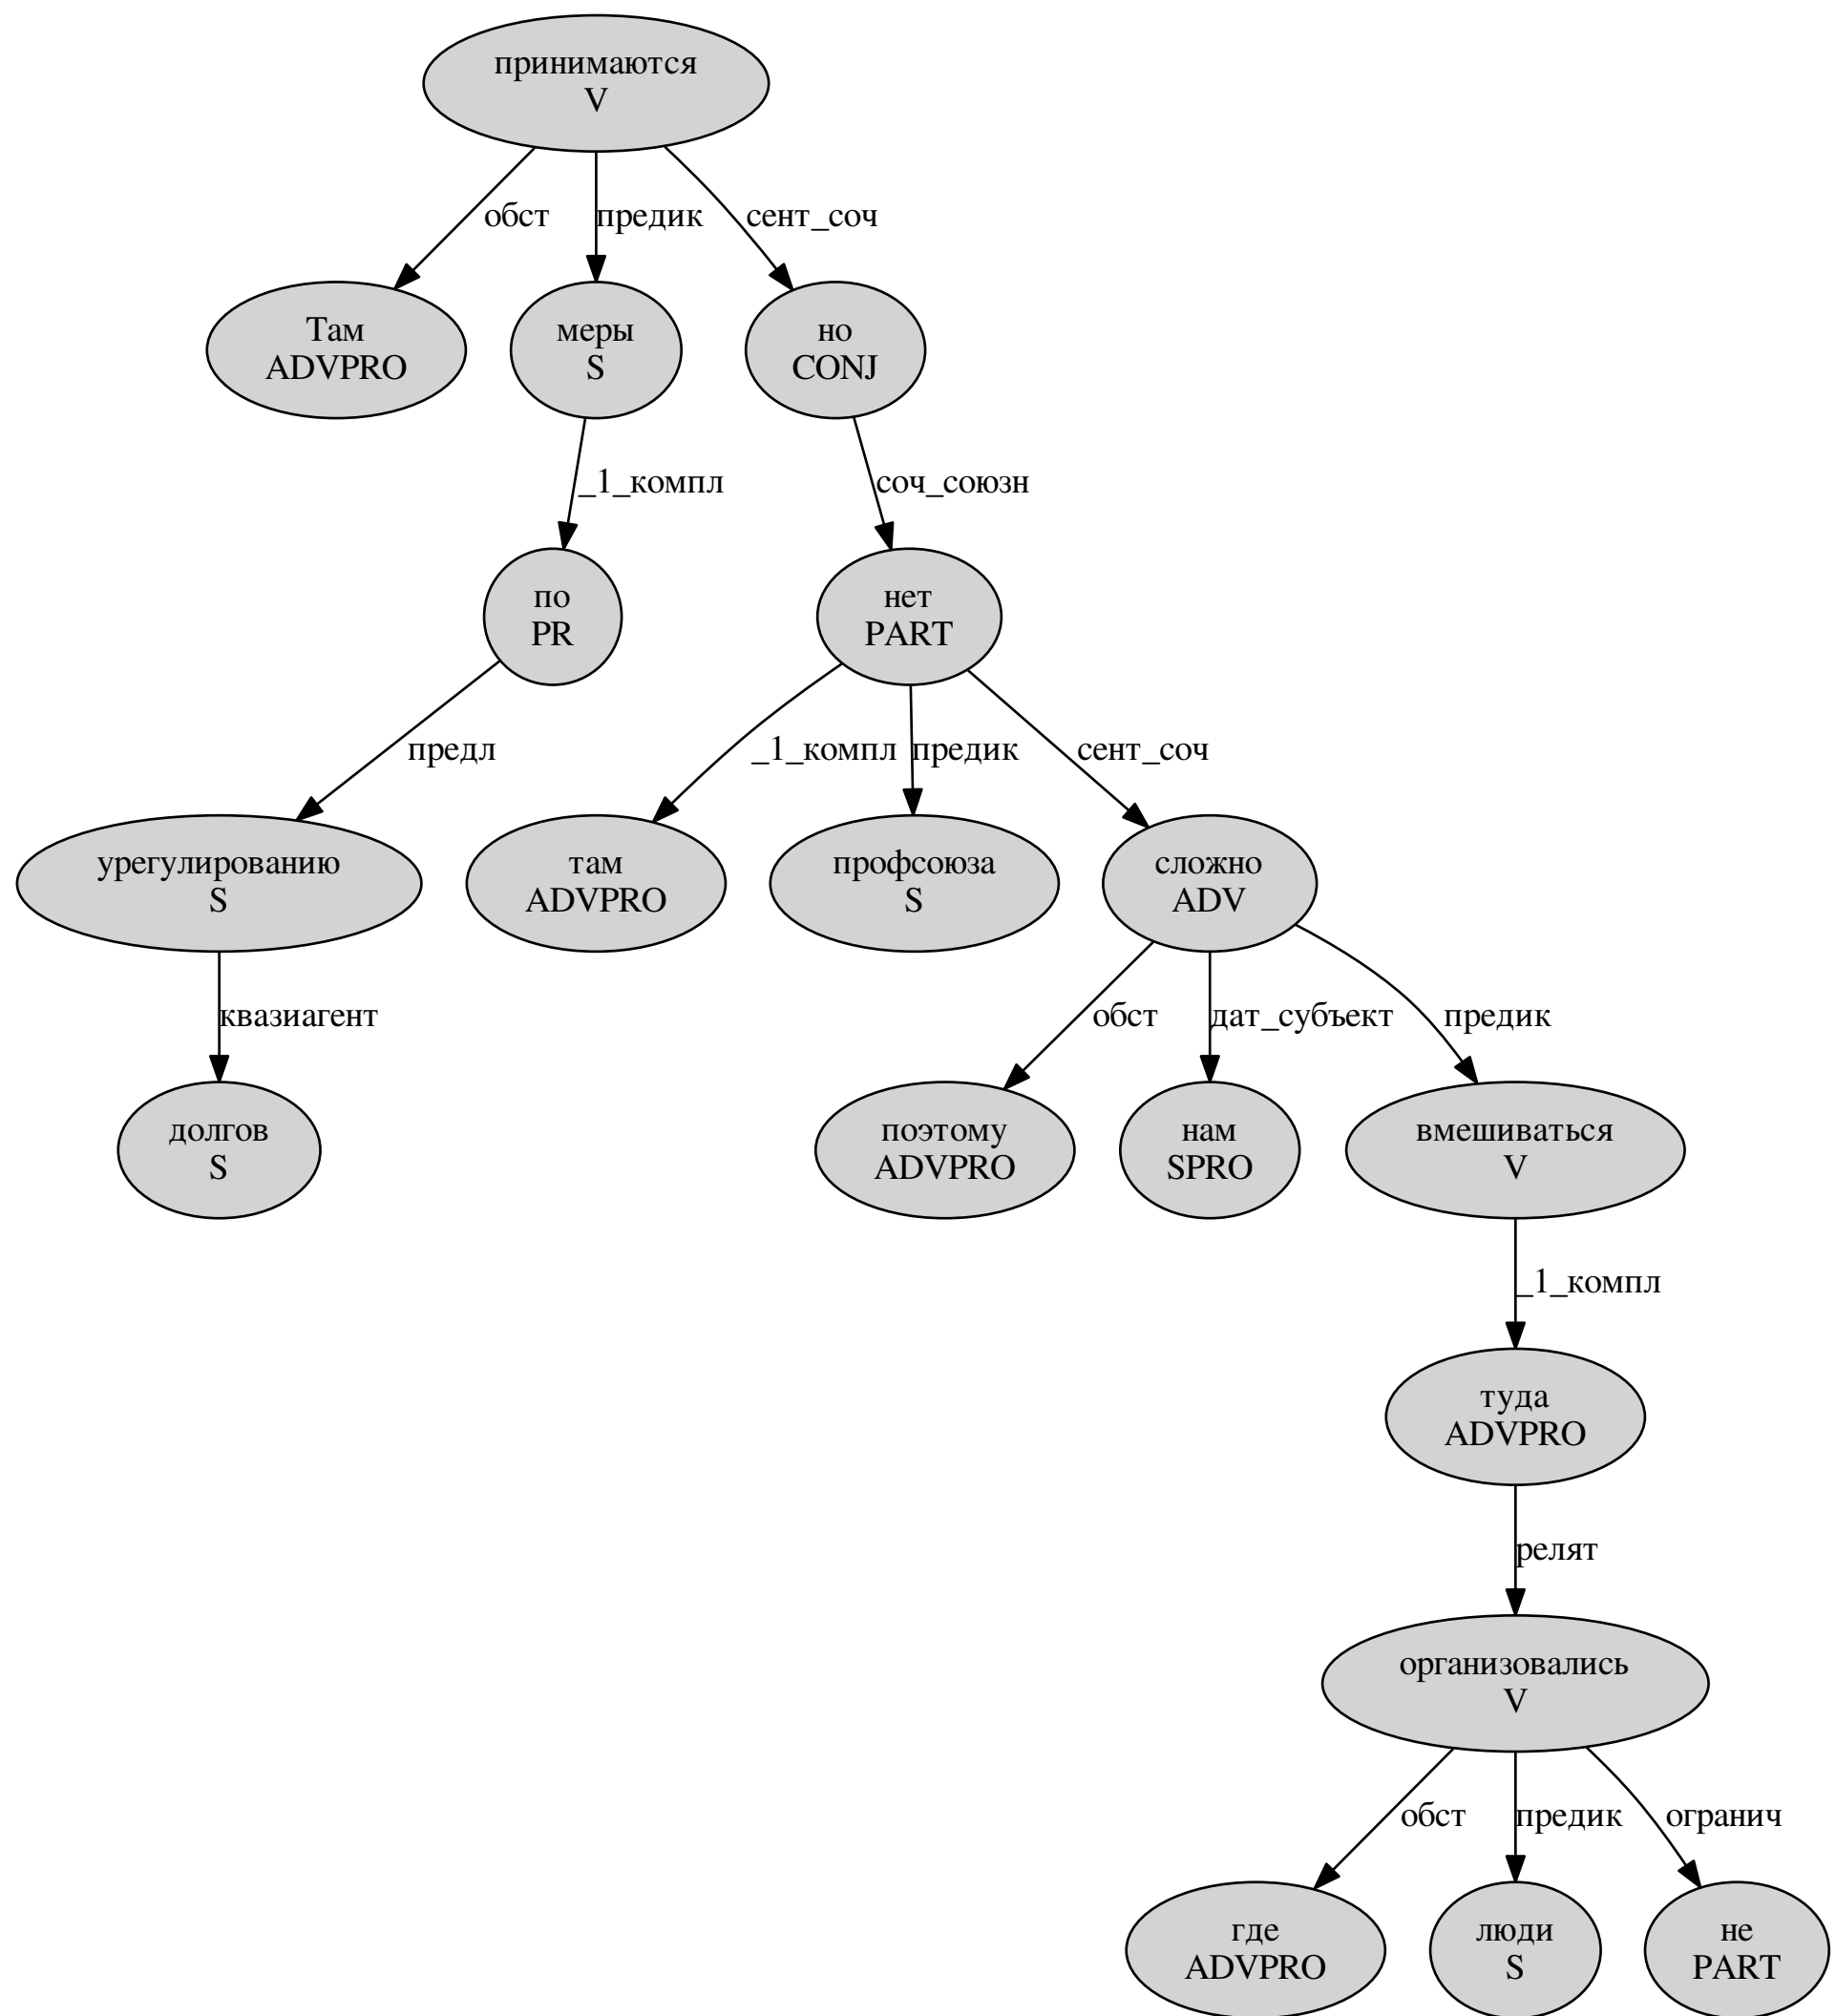 принимаются
V
обст
предик
сент_соч
Там
ADVPRO
меры
S
но
CONJ
_1_компл
соч_союзн
по
PR
нет
PART
предл
_1_компл
предик
сент_соч
урегулированию
S
там
ADVPRO
профсоюза
S
сложно
ADV
квазиагент
обст
дат_субъект
предик
долгов
S
поэтому
ADVPRO
нам
SPRO
вмешиваться
V
_1_компл
туда
ADVPRO
релят
организовались
V
обст
предик
огранич
где
ADVPRO
люди
S
не
PART